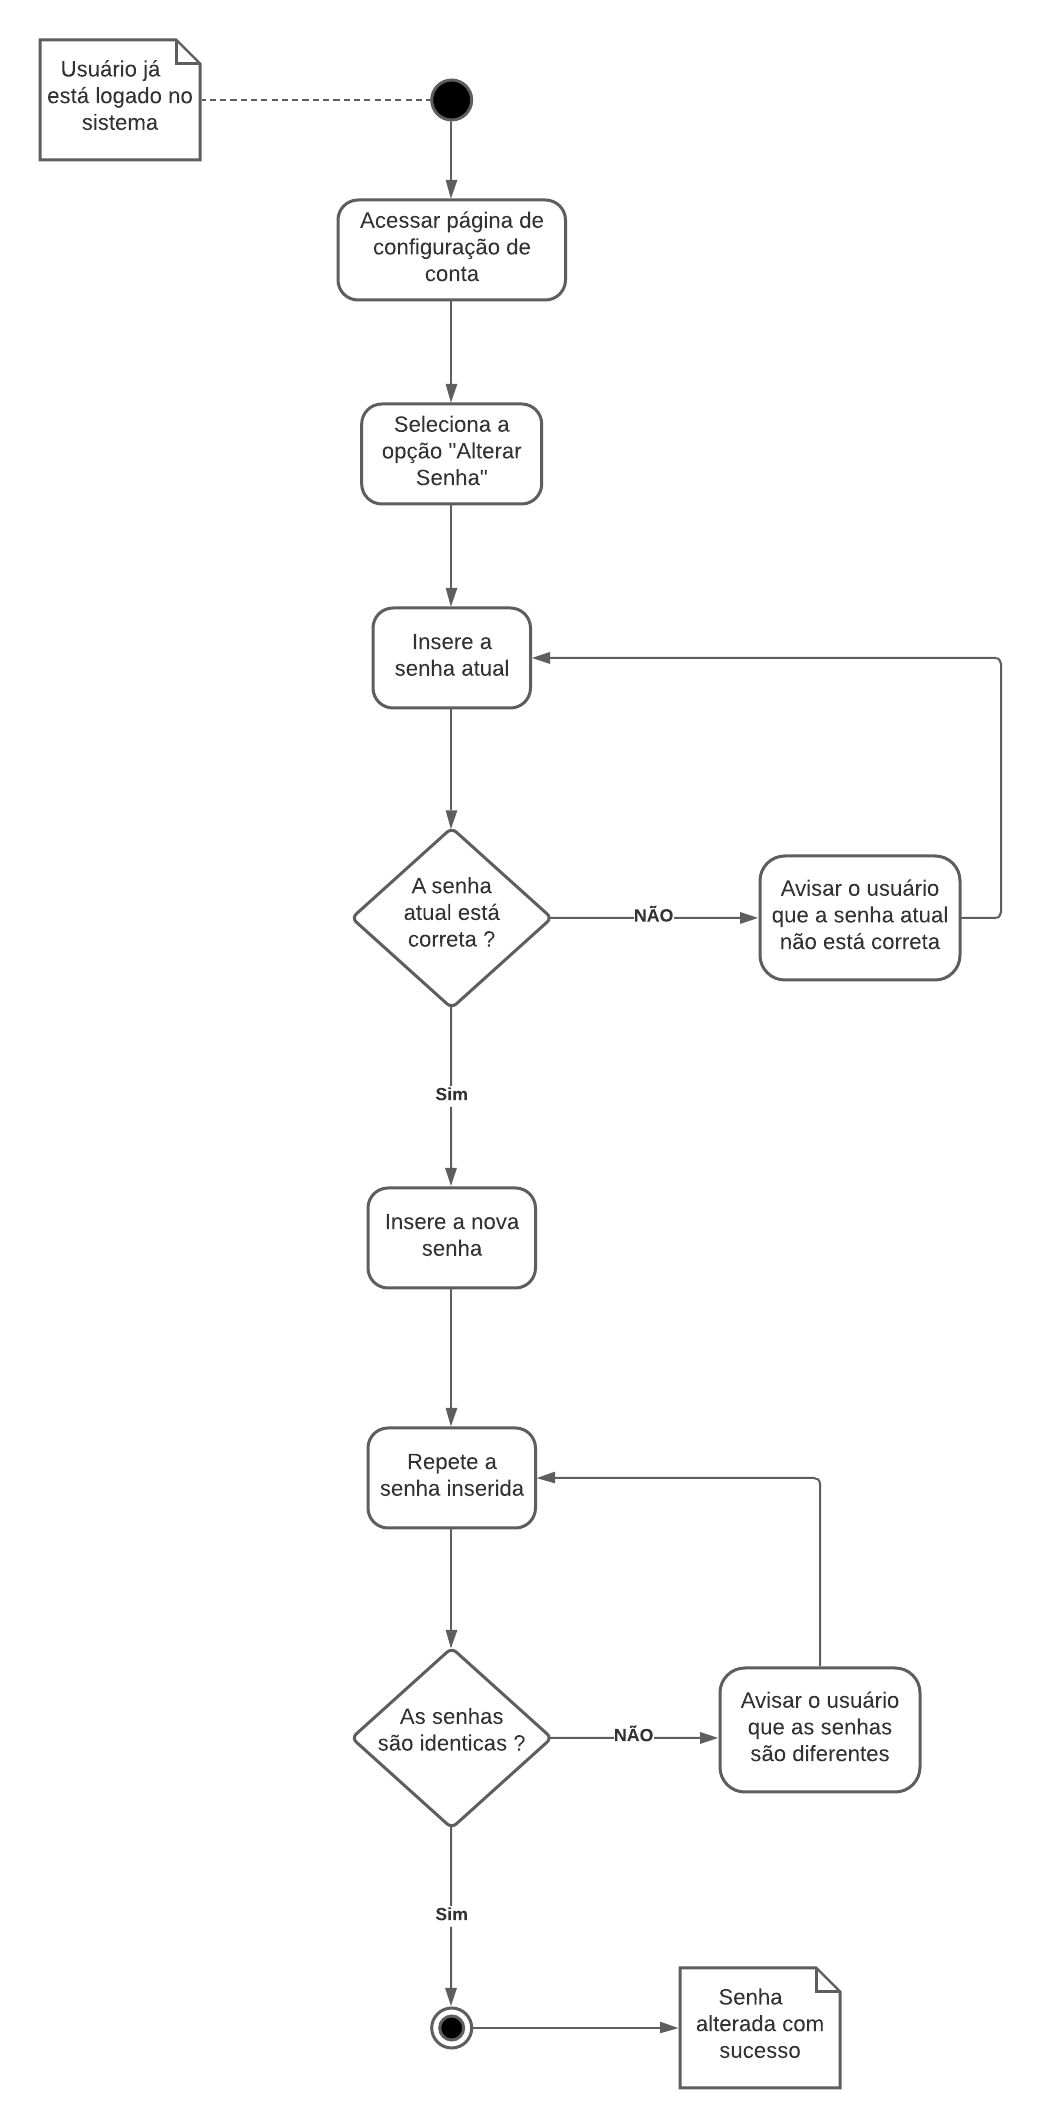 Usuário já
está logado no
sistema
Acessar página de
configuração de
conta
Seleciona a
opção "Alterar
Senha"
Insere a
senha atual
A senha
atual está
correta ?
NÃO
Avisar o usuário
que a senha atual
não está correta
Sim
Insere a nova
senha
Repete a
senha inserida
As senhas
são identicas ?
NÃO
Avisar o usuário
que as senhas
são diferentes
Sim
Senha
alterada com
sucesso